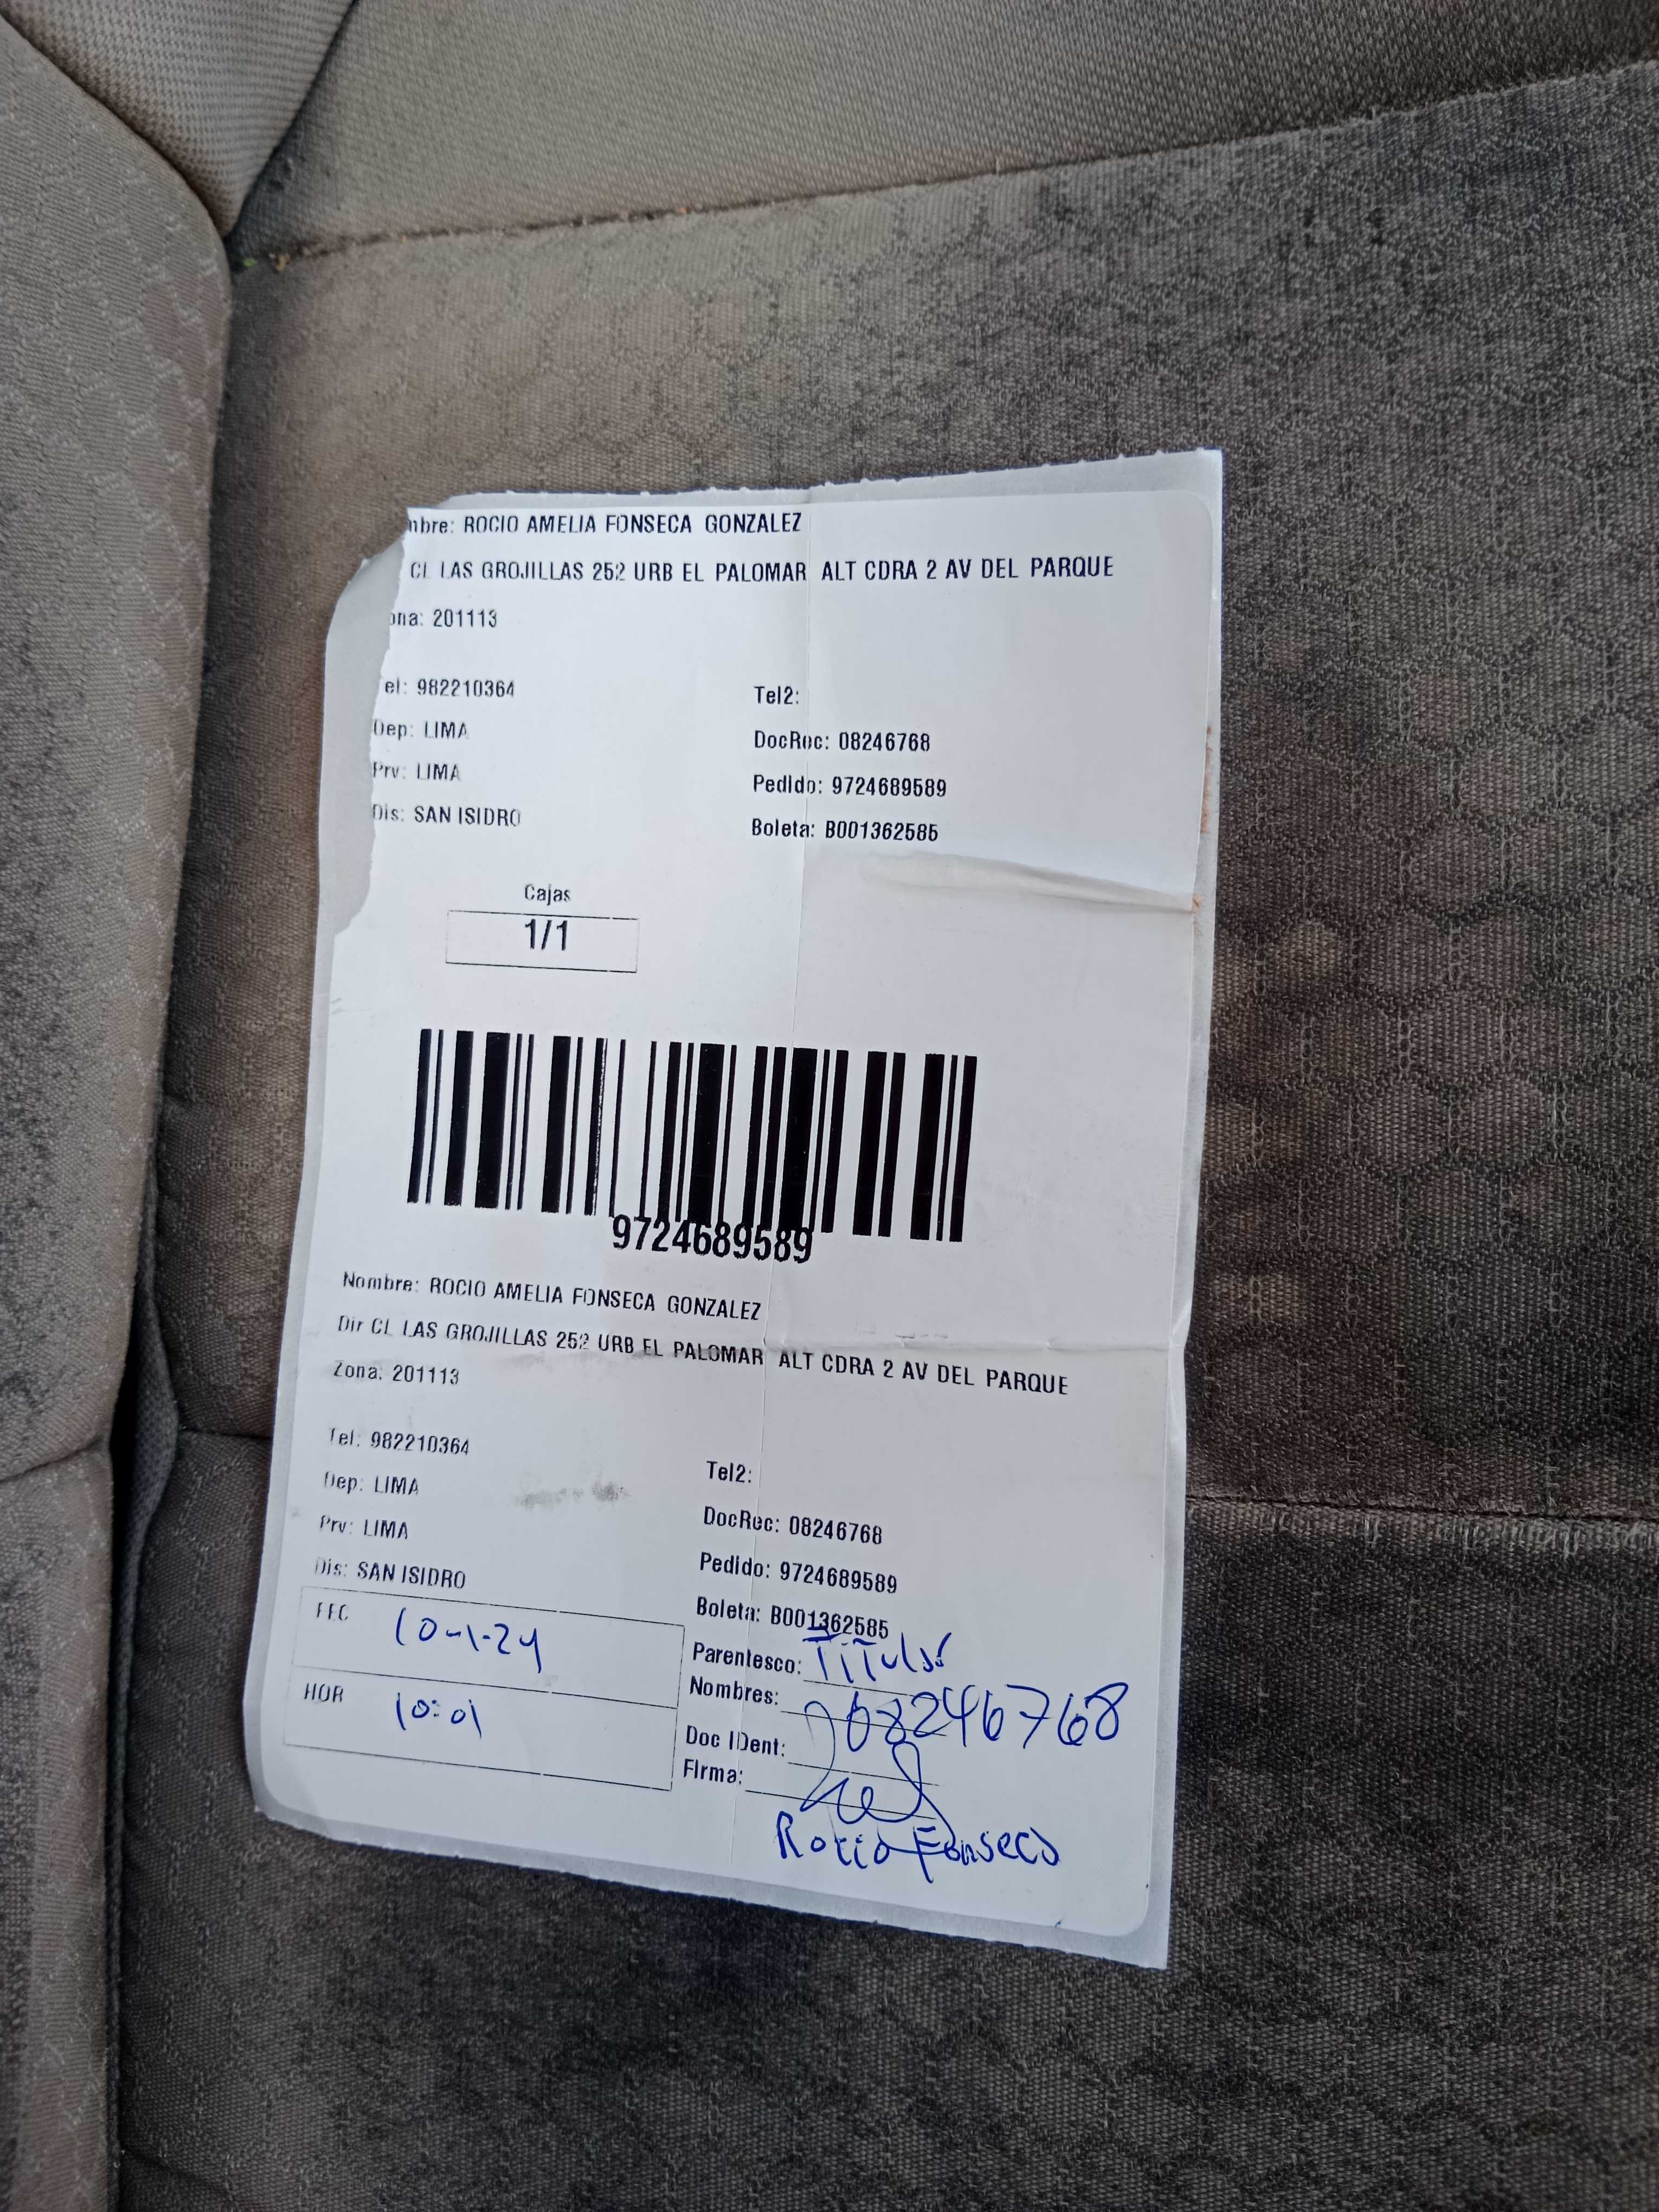 nbre: ROCIO AMELIA FONSECA GONZALEZ
CL LAS GROJILLAS 252 URB EL PALOMAR ALT CDRA 2 AV DEL PARQUE
ona: 201113
el: 982210364 Tel2:
Dep: LIMA DocRec: 08246768
Prv: LIMA Pedido: 9724689589
Dis: SAN ISIDRO Boleta: B001362585
Cajas
1/1
9724689589
Nombre: ROCIO AMELIA FONSECA GONZALEZ
Dir CL LAS GROJILLAS 252 URB EL PALOMAR ALT CDRA 2 AV DEL PARQUE
Zona: 201113
Tel: 982210364 Tel2:
Dep: LIMA DocRec: 08246768
Prv: LIMA Pedido: 9724689589
Dis: SAN ISIDRO Boleta: B001362585
FEC 10-1-24 Parentesco: Titular
Nombres: 08246768
HOR 10:01 Doc IDent:
Firma:
Rocio Fonseca